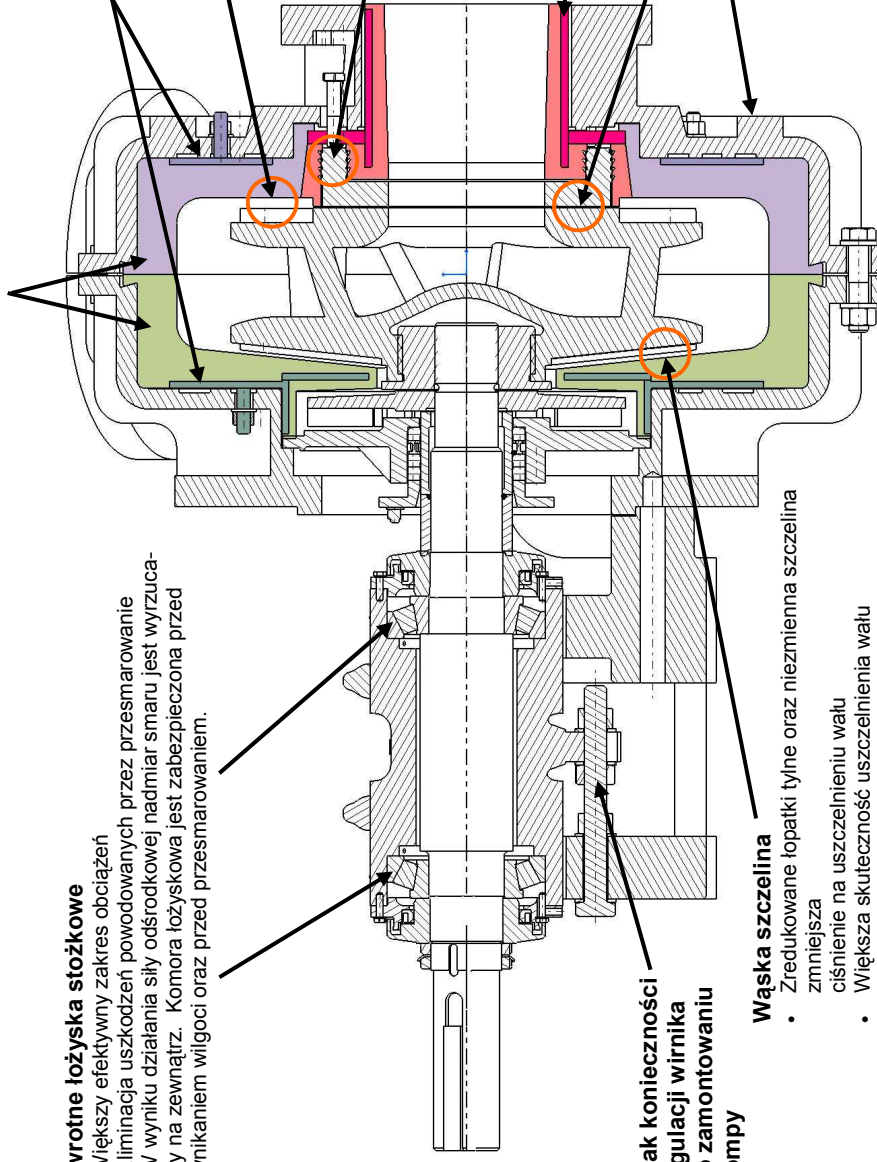 wrotne łożyska stożkowe
Większy efektywny zakres obciążeń
liminacja uszkodzeń powodowanych przez przesmarowanie
W wyniku działania siły odśrodkowej nadmiar smaru jest wyrzuca-
y na zewnątrz. Komora łożyskowa jest zabezpieczona przed
nikaniem wilgoci oraz przed przesmarowaniem.
ak konieczności
gulacji wirnika
o zamontowaniu
ompy
Wąska szczelina
• Zredukowane łopatki tylne oraz niezmienna szczelina
zmniejsza
ciśnienie na uszczelnieniu wału
• Większa skuteczność uszczelnienia wału